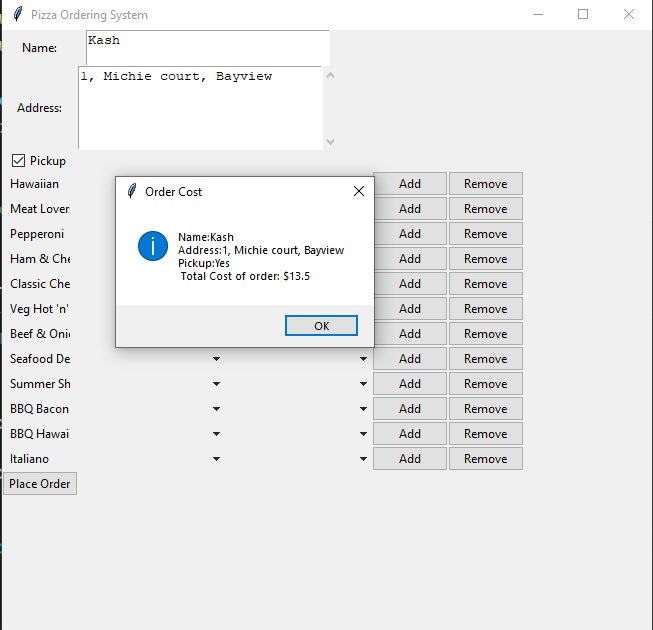 Pizza Ordering System
Name:
Kash
Address:
1, Michie court, Bayview
Pickup
Hawaiian
Add
Remove
Meat Lover
Add
Remove
Pepperoni
Add
Remove
Ham & Che
Add
Remove
Classic Che
Add
Remove
Veg Hot 'n'
Add
Remove
Beef & Onic
Add
Remove
Seafood De
Add
Remove
Summer Sh
Add
Remove
BBQ Bacon
Add
Remove
BBQ Hawai
Add
Remove
Italiano
Add
Remove
Place Order
Order Cost
Name:Kash
Address:1, Michie court, Bayview
Pickup:Yes
Total Cost of order: $13.5
OK